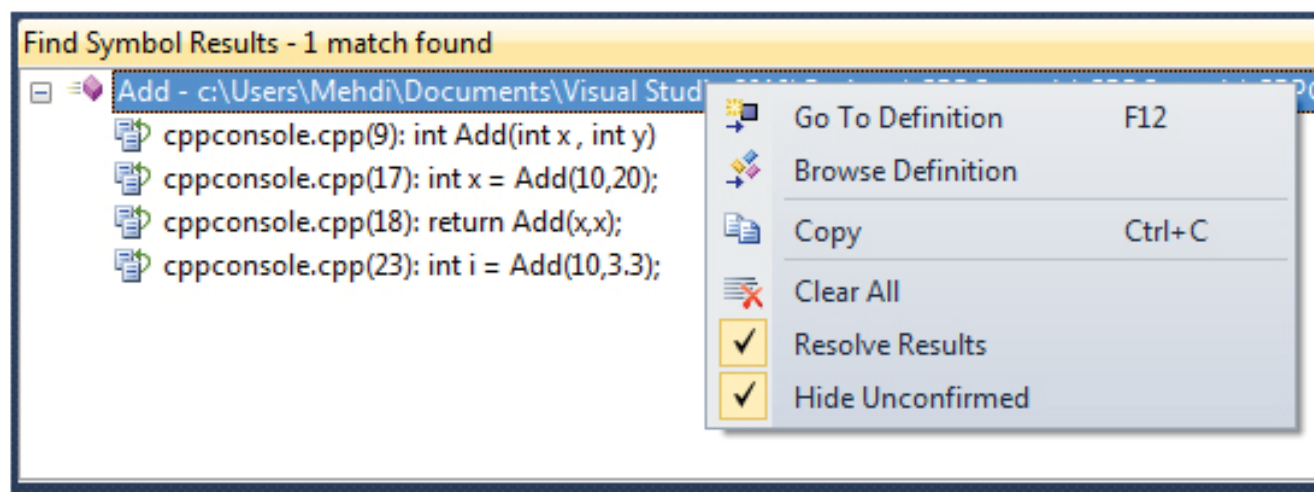 Find Symbol Results - 1 match found
Add - c:\Users\Mehdi\Documents\Visual Stud
cppconsole.cpp(9): int Add(int x , int y)
cppconsole.cpp(17): int x = Add(10,20);
cppconsole.cpp(18): return Add(x,x);
cppconsole.cpp(23): int i = Add(10,3.3);
Go To Definition F12
Browse Definition
Copy Ctrl+C
Clear All
Resolve Results
Hide Unconfirmed